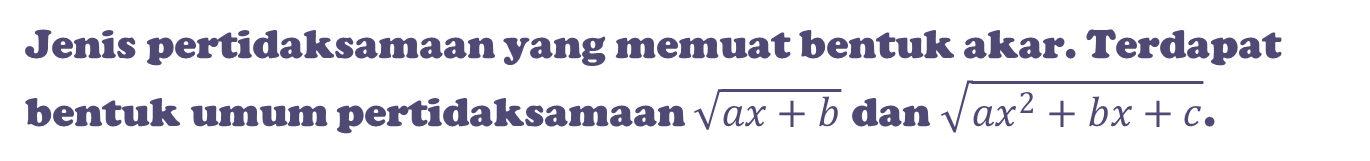 Jenis pertidaksamaan yang memuat bentuk akar. Terdapat
bentuk umum pertidaksamaan √(ax + b) dan √(ax² + bx + c).